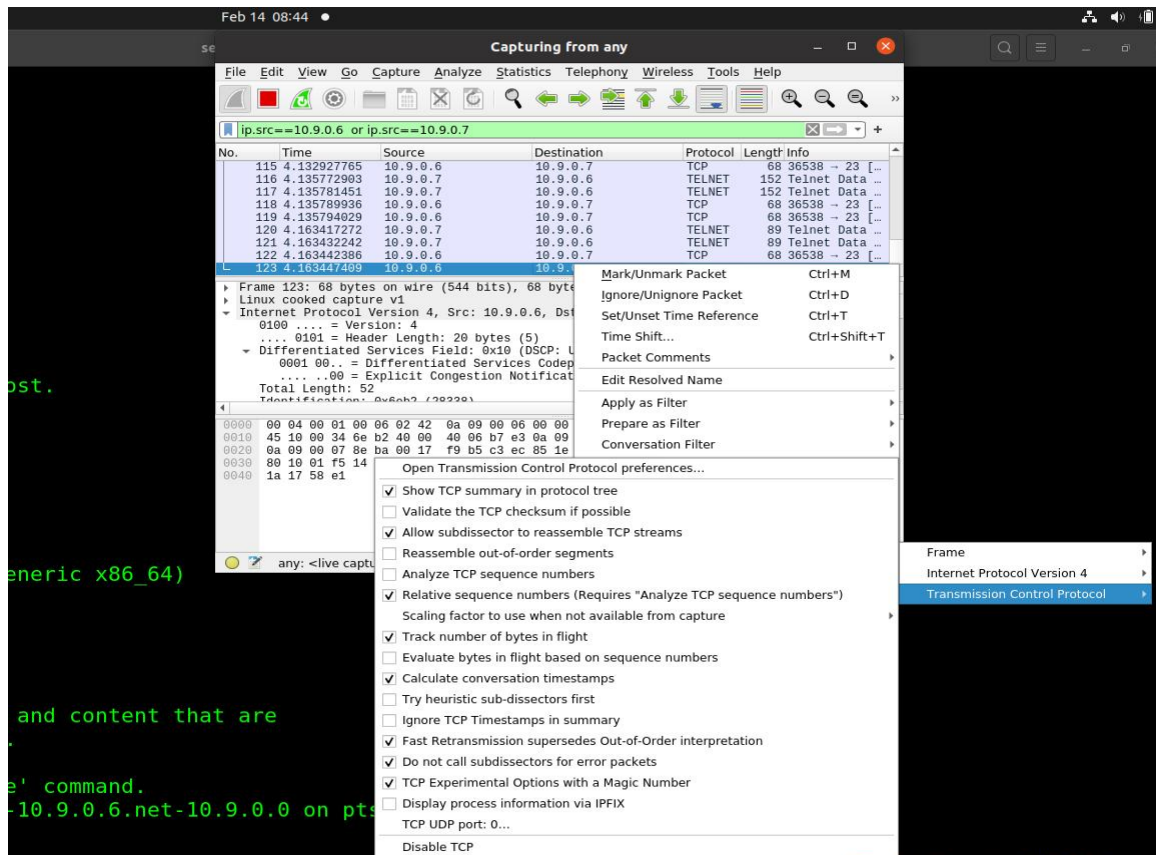 Feb 14 08:44
se
Capturing from any
File Edit View Go Capture Analyze Statistics Telephony Wireless Tools Help
ip.src==10.9.0.6 or ip.src==10.9.0.7
No. Time Source Destination Protocol Length Info
115 4.132927765 10.9.0.6 10.9.0.7 TCP 68 36538 → 23 […
116 4.135772903 10.9.0.7 10.9.0.6 TELNET 152 Telnet Data …
117 4.135781451 10.9.0.7 10.9.0.6 TELNET 152 Telnet Data …
118 4.135789936 10.9.0.6 10.9.0.7 TCP 68 36538 → 23 […
119 4.135794029 10.9.0.6 10.9.0.7 TCP 68 36538 → 23 […
120 4.163417272 10.9.0.7 10.9.0.6 TELNET 89 Telnet Data …
121 4.163432242 10.9.0.7 10.9.0.6 TELNET 89 Telnet Data …
122 4.163442386 10.9.0.6 10.9.0.7 TCP 68 36538 → 23 […
123 4.163447409 10.9.0.6 10.9.
Frame 123: 68 bytes on wire (544 bits), 68 byte
Linux cooked capture v1
Internet Protocol Version 4, Src: 10.9.0.6, Dst
0100 .... = Version: 4
.... 0101 = Header Length: 20 bytes (5)
Differentiated Services Field: 0x10 (DSCP: U
0001 00.. = Differentiated Services Codep
.... ..00 = Explicit Congestion Notificat
Total Length: 52
Identification: 0x6eb2 (28338)
0000 00 04 00 01 00 06 02 42 0a 09 00 06 00 00
0010 45 10 00 34 6e b2 40 00 40 06 b7 e3 0a 09
0020 0a 09 00 07 8e ba 00 17 f9 b5 c3 ec 85 1e
0030 80 10 01 f5 14
0040 1a 17 58 e1
any: <live captu
Mark/Unmark Packet Ctrl+M
Ignore/Unignore Packet Ctrl+D
Set/Unset Time Reference Ctrl+T
Time Shift... Ctrl+Shift+T
Packet Comments
Edit Resolved Name
Apply as Filter
Prepare as Filter
Conversation Filter
Open Transmission Control Protocol preferences...
Show TCP summary in protocol tree
Validate the TCP checksum if possible
Allow subdissector to reassemble TCP streams
Reassemble out-of-order segments
Analyze TCP sequence numbers
Relative sequence numbers (Requires "Analyze TCP sequence numbers")
Scaling factor to use when not available from capture
Track number of bytes in flight
Evaluate bytes in flight based on sequence numbers
Calculate conversation timestamps
Try heuristic sub-dissectors first
Ignore TCP Timestamps in summary
Fast Retransmission supersedes Out-of-Order interpretation
Do not call subdissectors for error packets
TCP Experimental Options with a Magic Number
Display process information via IPFIX
TCP UDP port: 0...
Disable TCP
Frame
Internet Protocol Version 4
Transmission Control Protocol
ost.
eneric x86_64)
and content that are
.
e' command.
-10.9.0.6.net-10.9.0.0 on pts